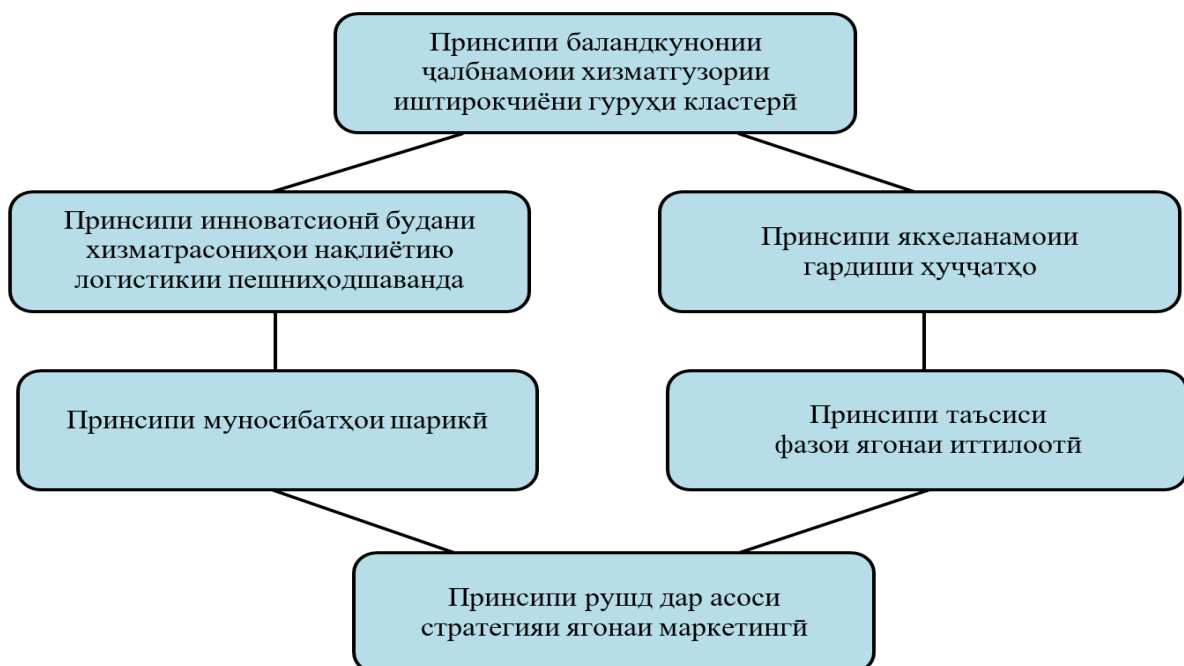 Принсипи баландкунонии
ҷалбнамоии хизматгузории
иштирокчиёни гуруҳи кластерӣ
Принсипи инноватсионӣ будани
хизматрасониҳои нақлиётию
логистикии пешниҳодшаванда
Принсипи якхеланамоии
гардиши ҳуҷҷатҳо
Принсипи муносибатҳои шарикӣ
Принсипи таъсиси
фазои ягонаи иттилоотӣ
Принсипи рушд дар асоси
стратегияи ягонаи маркетингӣ